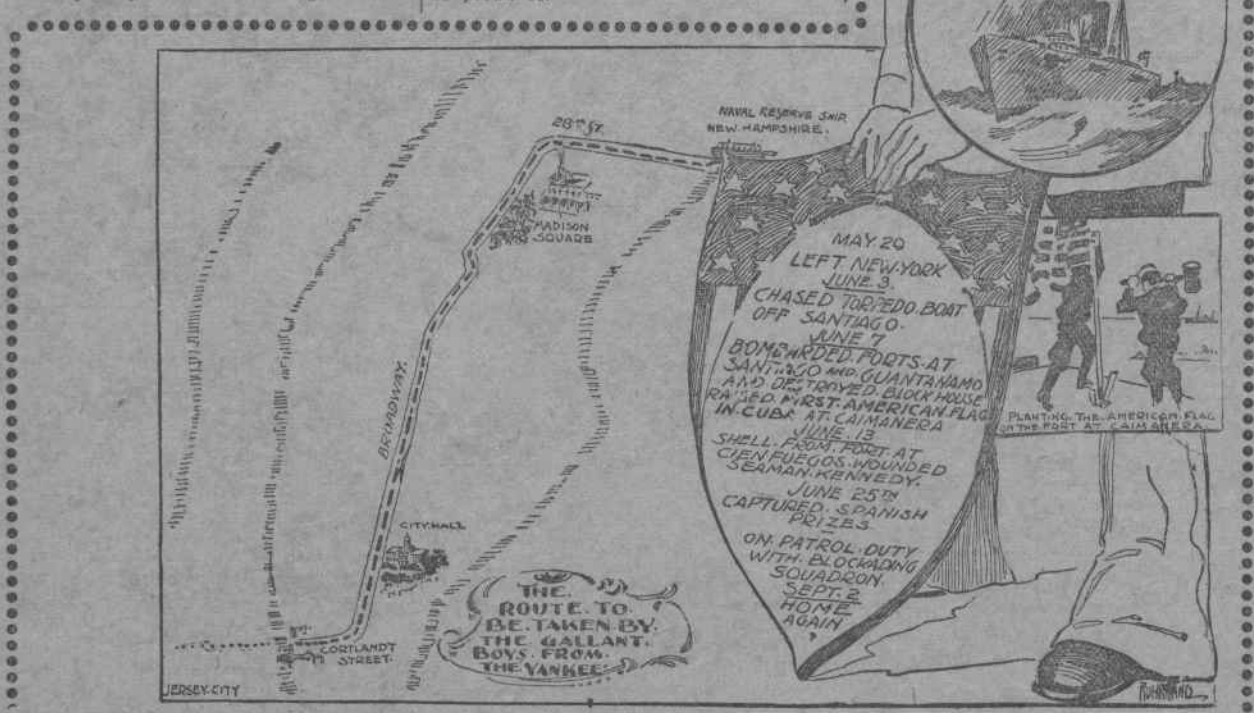 NAVAL RESERVE SHIP
NEW HAMPSHIRE.
28TH ST.
MADISON
SQUARE
BROADWAY.
CITY HALL
CORTLANDT
STREET.
JERSEY CITY
THE
ROUTE TO
BE TAKEN BY
THE GALLANT
BOYS FROM
THE YANKEE
MAY 29
LEFT NEW YORK
JUNE 3.
CHASED TORPEDO BOAT
OFF SANTIAGO.
JUNE 7
BOMBARDED FORTS AT
SANTIAGO AND GUANTANAMO
AND DESTROYED BLOCK HOUSE
RAISED FIRST AMERICAN FLAG
IN CUBA AT CAIMANERA
JUNE 13
SHELL FROM FORT AT
CIENFUEGOS WOUNDED
SEAMAN KENNEDY.
JUNE 25TH
CAPTURED SPANISH
PRIZES
ON PATROL DUTY
WITH BLOCKADING
SQUADRON.
SEPT. 2
HOME
AGAIN
PLANTING THE AMERICAN FLAG
ON THE FORT AT CAIMANERA